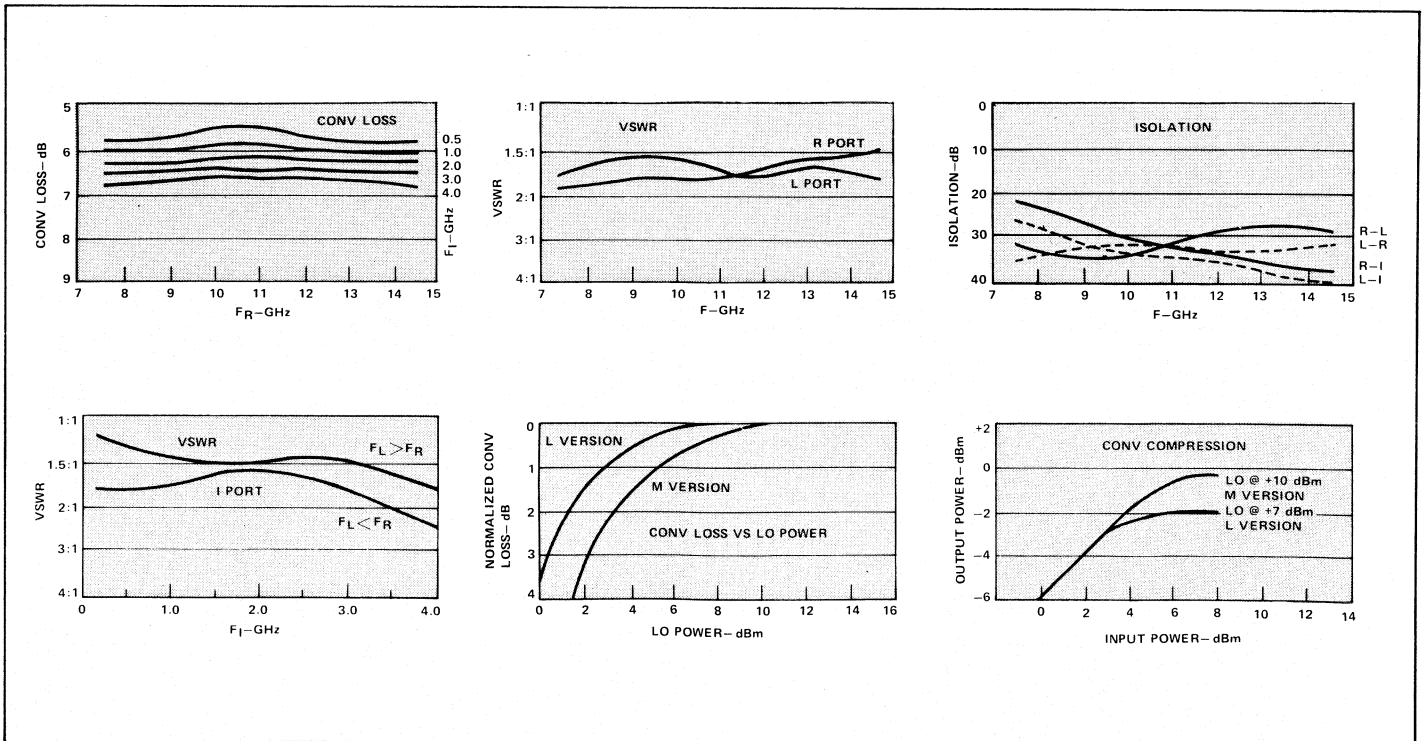 CONV LOSS
CONV LOSS—dB
5
6
7
8
9
7 8 9 10 11 12 13 14 15
FR—GHz
0.5
1.0
2.0
3.0
4.0
FI—GHz
VSWR
R PORT
L PORT
VSWR
1:1
1.5:1
2:1
3:1
4:1
7 8 9 10 11 12 13 14 15
F—GHz
ISOLATION
ISOLATION—dB
0
10
20
30
40
7 8 9 10 11 12 13 14 15
F—GHz
R—L
L—R
R—I
L—I
VSWR
I PORT
FL>FR
FL<FR
VSWR
1:1
1.5:1
2:1
3:1
4:1
0 1.0 2.0 3.0 4.0
FI—GHz
L VERSION
M VERSION
CONV LOSS VS LO POWER
NORMALIZED CONV
LOSS—dB
0
1
2
3
4
0 2 4 6 8 10 12 14 16
LO POWER—dBm
CONV COMPRESSION
LO @ +10 dBm
M VERSION
LO @ +7 dBm
L VERSION
OUTPUT POWER—dBm
+2
0
−2
−4
−6
0 2 4 6 8 10 12 14
INPUT POWER—dBm